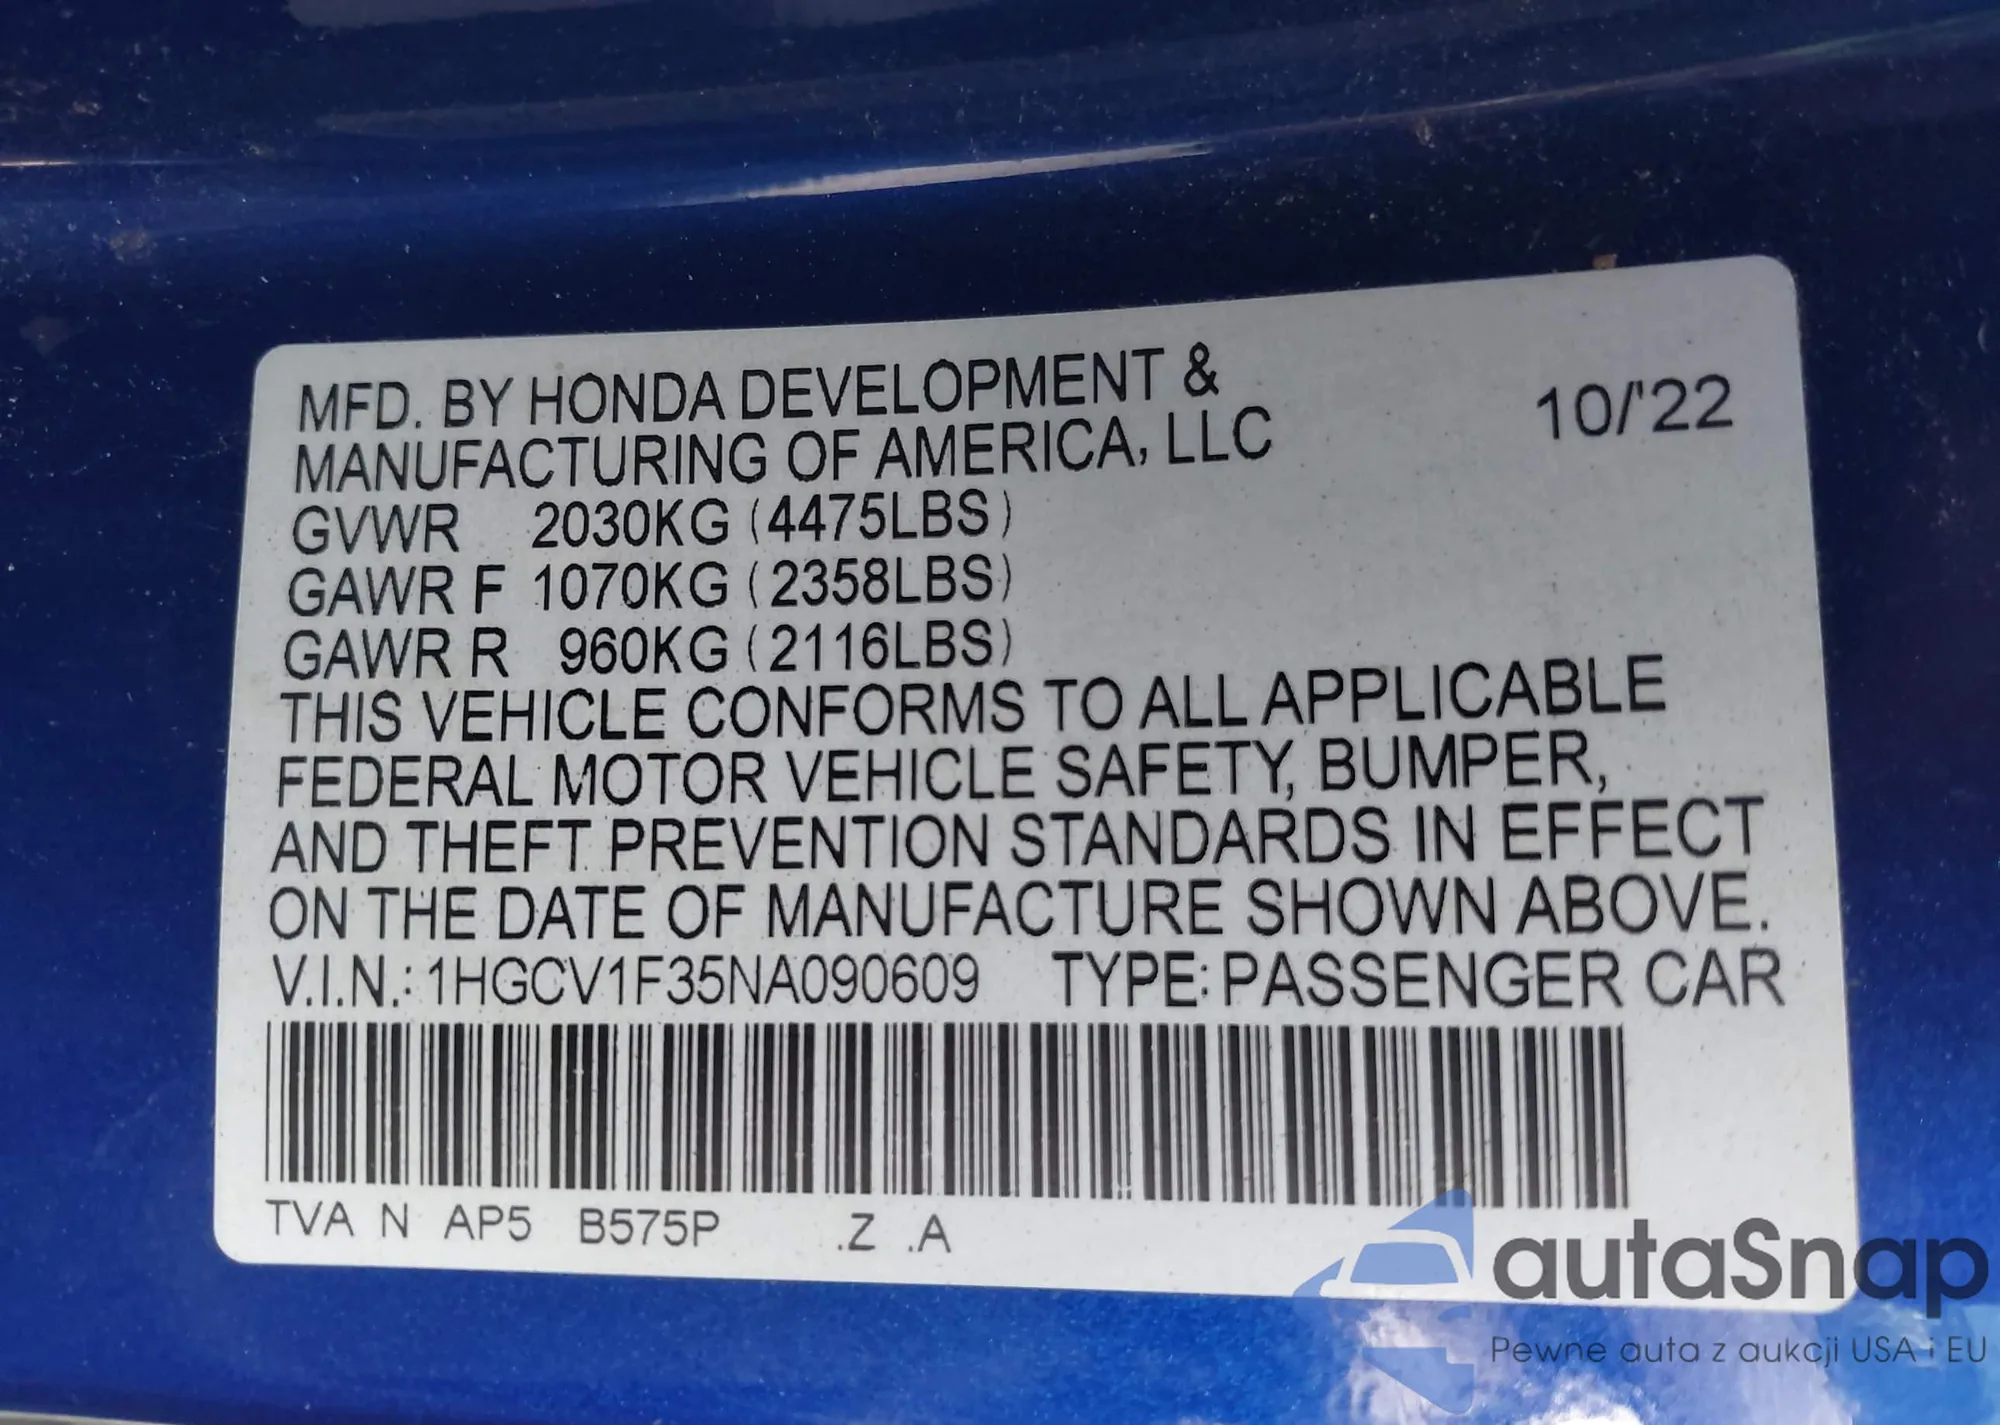 MFD. BY HONDA DEVELOPMENT &
MANUFACTURING OF AMERICA, LLC
10/'22
GVWR 2030KG (4475LBS)
GAWR F 1070KG (2358LBS)
GAWR R 960KG (2116LBS)
THIS VEHICLE CONFORMS TO ALL APPLICABLE
FEDERAL MOTOR VEHICLE SAFETY, BUMPER,
AND THEFT PREVENTION STANDARDS IN EFFECT
ON THE DATE OF MANUFACTURE SHOWN ABOVE.
V.I.N.: 1HGCV1F35NA090609 TYPE: PASSENGER CAR
TVA N AP5 B575P .Z .A
autaSnap
Pewne auta z aukcji USA i EU